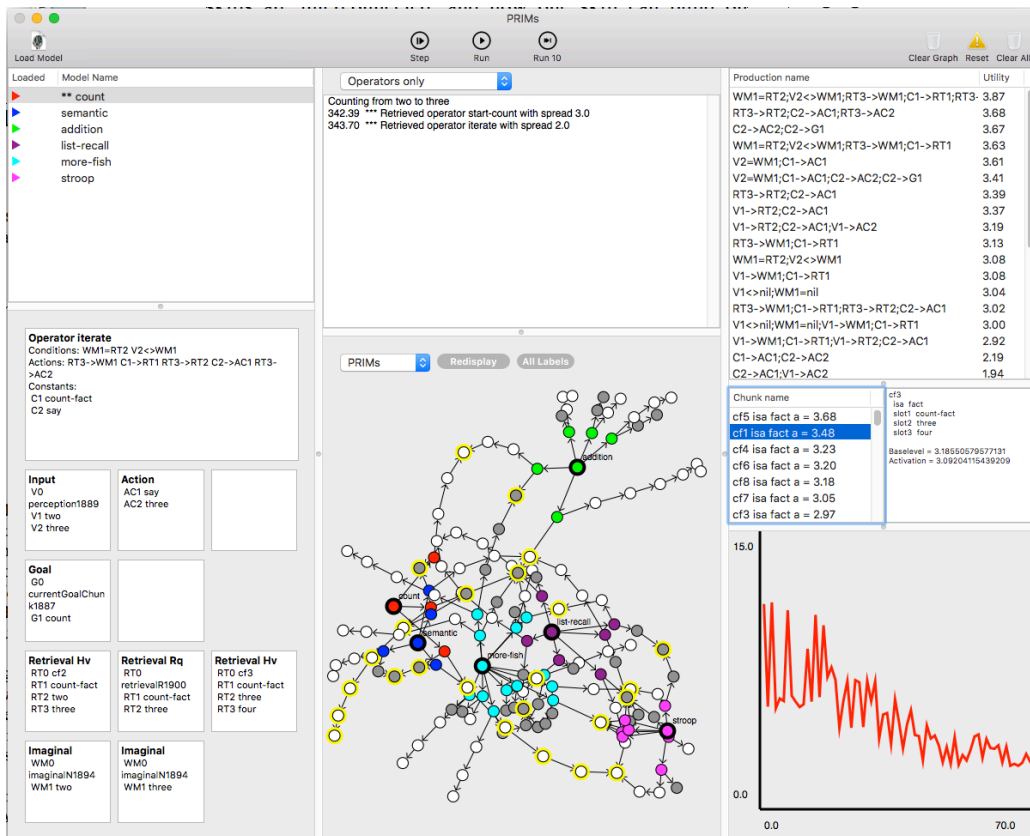 PRIMs
Load Model
Step
Run
Run 10
Clear Graph
Reset
Clear All
Loaded Model Name
** count
semantic
addition
list-recall
more-fish
stroop
Operator iterate
Conditions: WM1=RT2 V2<>WM1
Actions: RT3->WM1 C1->RT1 RT3->RT2 C2->AC1 RT3-
>AC2
Constants:
C1 count-fact
C2 say
Input
V0
perception1889
V1 two
V2 three
Action
AC1 say
AC2 three
Goal
G0
currentGoalChun
k1887
G1 count
Retrieval Hv
RT0 cf2
RT1 count-fact
RT2 two
RT3 three
Retrieval Rq
RT0
retrievalR1900
RT1 count-fact
RT2 three
Retrieval Hv
RT0 cf3
RT1 count-fact
RT2 three
RT3 four
Imaginal
WM0
imaginalN1894
WM1 two
Imaginal
WM0
imaginalN1894
WM1 three
Operators only
Counting from two to three
342.39 *** Retrieved operator start-count with spread 3.0
343.70 *** Retrieved operator iterate with spread 2.0
PRIMs
Redisplay
All Labels
addition
count
semantic
list-recall
more-fish
stroop
Production name Utility
WM1=RT2;V2<>WM1;RT3->WM1;C1->RT1;RT3- 3.87
RT3->RT2;C2->AC1;RT3->AC2 3.68
C2->AC2;C2->G1 3.67
WM1=RT2;V2<>WM1;RT3->WM1;C1->RT1 3.63
V2=WM1;C1->AC1 3.61
V2=WM1;C1->AC1;C2->AC2;C2->G1 3.41
RT3->RT2;C2->AC1 3.39
V1->RT2;C2->AC1 3.37
V1->RT2;C2->AC1;V1->AC2 3.19
RT3->WM1;C1->RT1 3.13
WM1=RT2;V2<>WM1 3.08
V1->WM1;C1->RT1 3.08
V1<>nil;WM1=nil 3.04
RT3->WM1;C1->RT1;RT3->RT2;C2->AC1 3.02
V1<>nil;WM1=nil;V1->WM1;C1->RT1 3.00
V1->WM1;C1->RT1;V1->RT2;C2->AC1 2.92
C1->AC1;C2->AC2 2.19
C2->AC1;V1->AC2 1.94
Chunk name
cf5 isa fact a = 3.68
cf1 isa fact a = 3.48
cf4 isa fact a = 3.23
cf6 isa fact a = 3.20
cf8 isa fact a = 3.18
cf7 isa fact a = 3.05
cf3 isa fact a = 2.97
cf3
isa fact
slot1 count-fact
slot2 three
slot3 four
Baselevel = 3.18550579577131
Activation = 3.09204115439209
15.0
0.0
0.0
70.0